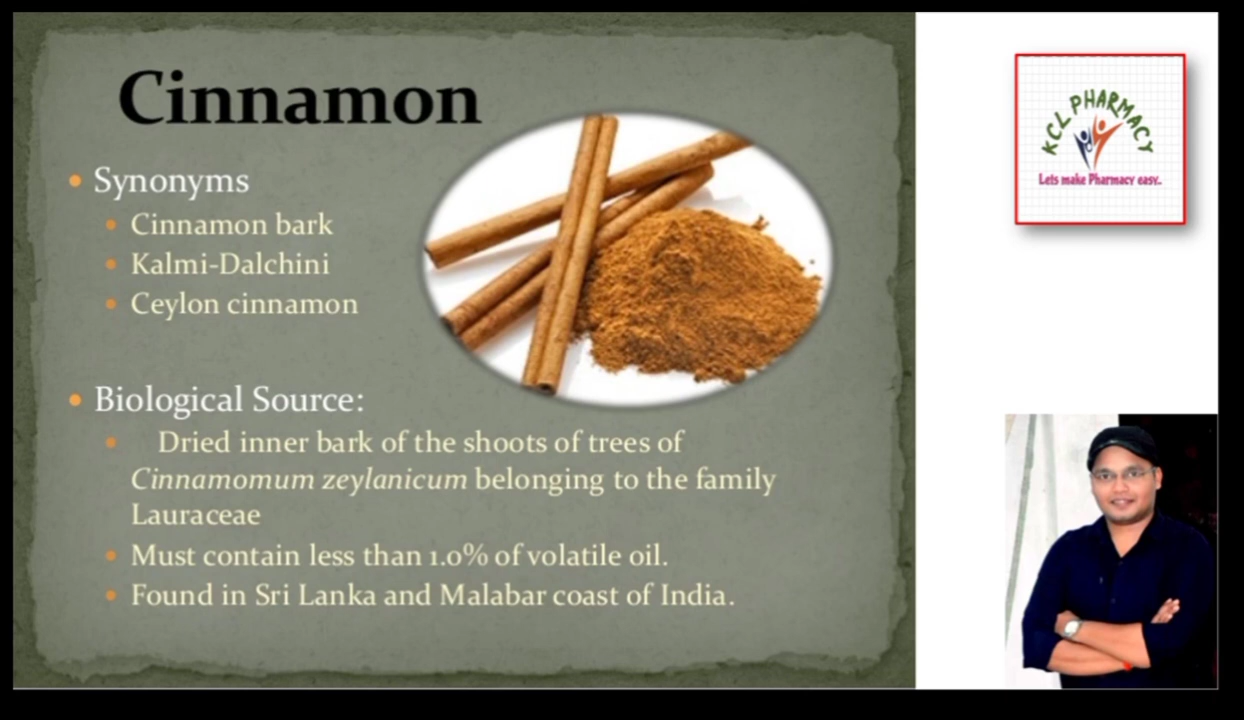 Cinnamon
Synonyms
Cinnamon bark
Kalmi-Dalchini
Ceylon cinnamon
Biological Source:
Dried inner bark of the shoots of trees of
Cinnamomum zeylanicum belonging to the family
Lauraceae
Must contain less than 1.0% of volatile oil.
Found in Sri Lanka and Malabar coast of India.
KCL PHARMACY
Lets make Pharmacy easy..